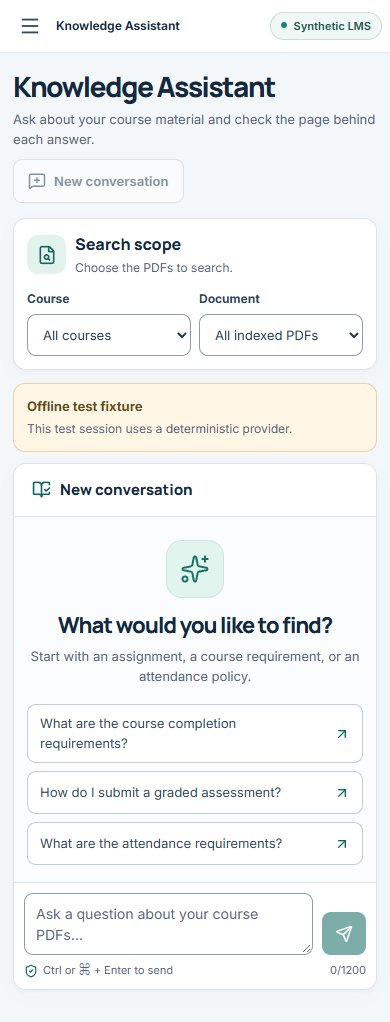 Knowledge Assistant
Synthetic LMS
Knowledge Assistant
Ask about your course material and check the page behind
each answer.
New conversation
Search scope
Choose the PDFs to search.
Course
Document
All courses
All indexed PDFs
Offline test fixture
This test session uses a deterministic provider.
New conversation
What would you like to find?
Start with an assignment, a course requirement, or an
attendance policy.
What are the course completion
requirements?
How do I submit a graded assessment?
What are the attendance requirements?
Ask a question about your course
PDFs...
Ctrl or ⌘ + Enter to send
0/1200